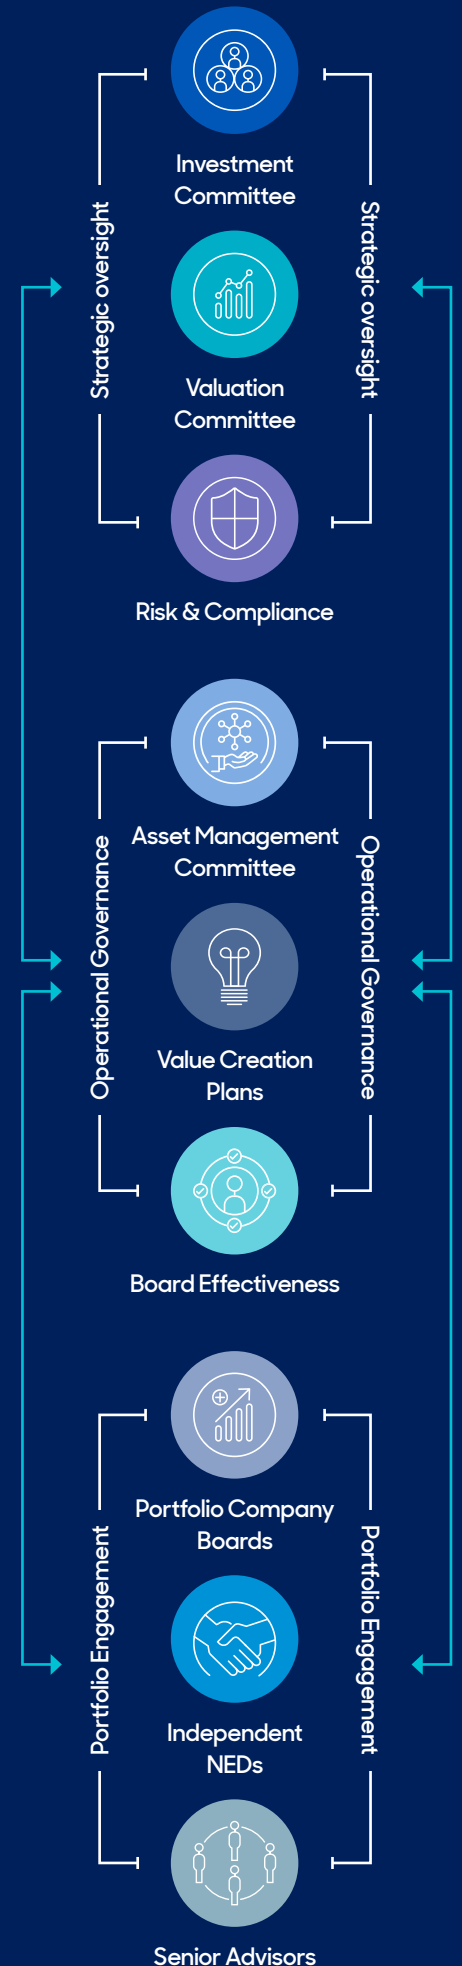 Investment
Committee
Strategic oversight
Strategic oversight
Valuation
Committee
Risk & Compliance
Asset Management
Committee
Operational Governance
Operational Governance
Value Creation
Plans
Board Effectiveness
Portfolio Company
Boards
Portfolio Engagement
Portfolio Engagement
Independent
NEDs
Senior Advisors